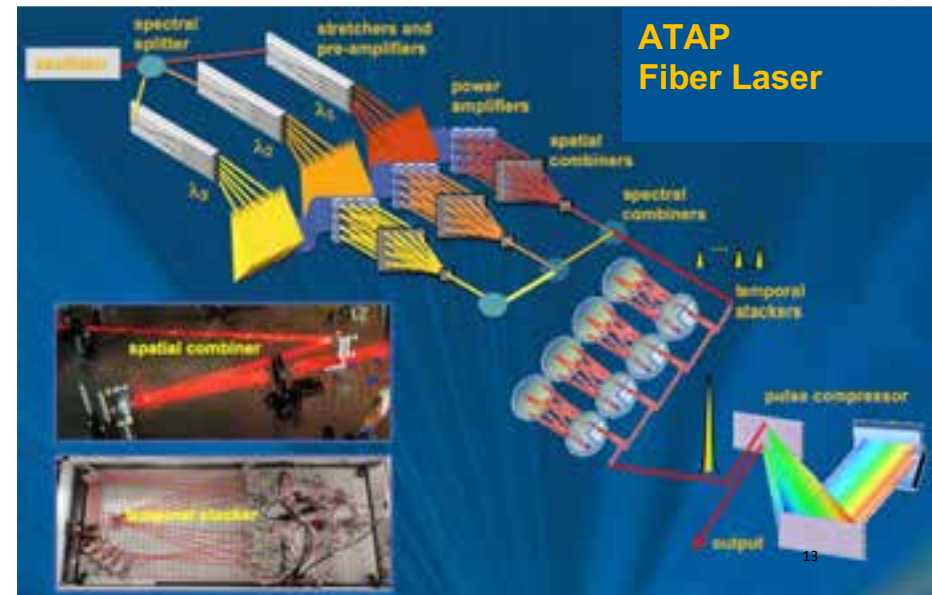 ATAP
Fiber Laser
spectral
splitter
stretchers and
pre-amplifiers
oscillator
power
amplifiers
λ1
λ2
λ3
spatial
combiners
spectral
combiners
temporal
stackers
spatial combiner
L2
pulse compressor
temporal stacker
output
13